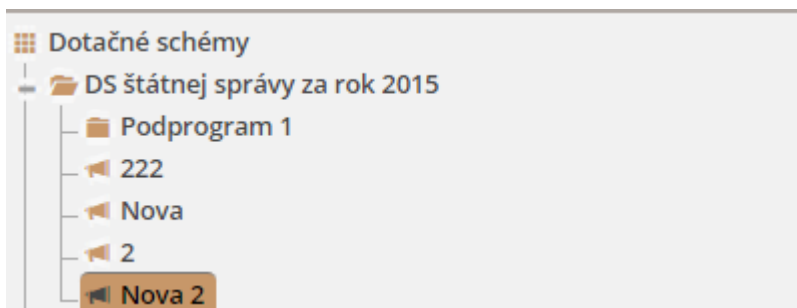 Dotačné schémy
DS štátnej správy za rok 2015
Podprogram 1
222
Nova
2
Nova 2